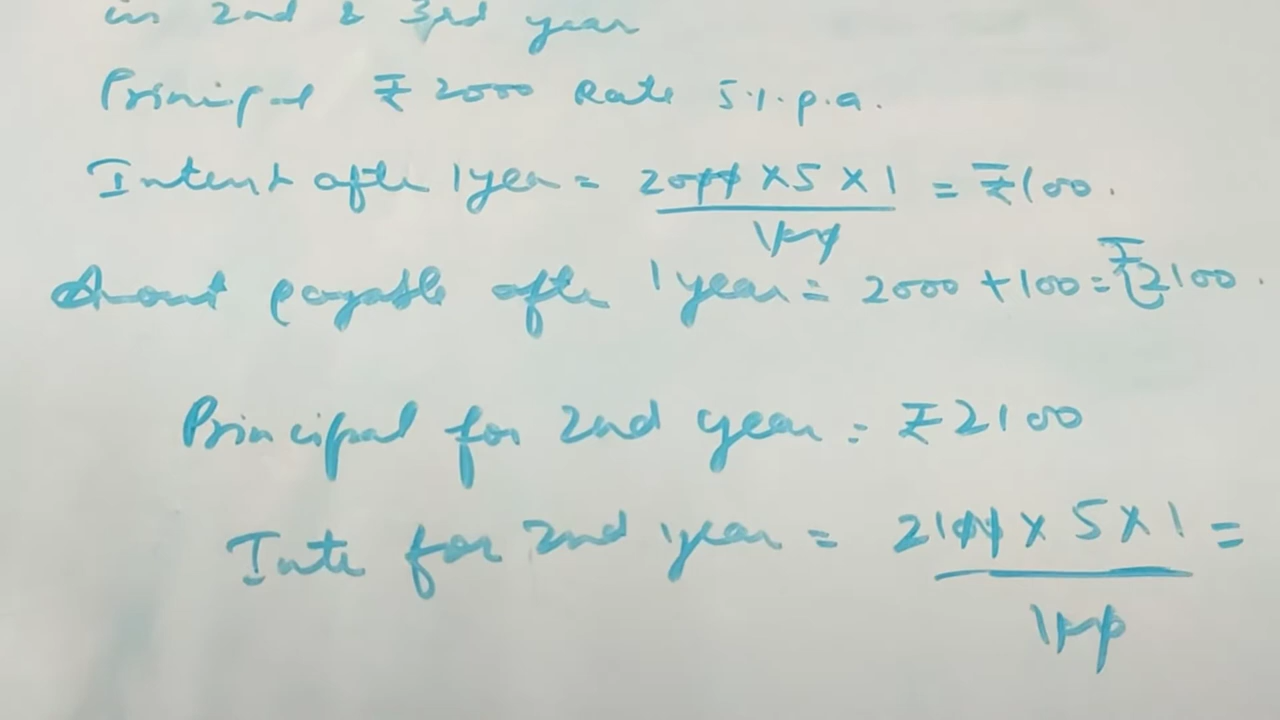 in 2nd & 3rd year
Principal ₹ 2000 Rate 5% p.a.
Interest after 1 year = 2000 × 5 × 1 / 100 = ₹100.
Amount payable after 1 year = 2000 + 100 = ₹2100.
Principal for 2nd year = ₹2100
Inte for 2nd year = 2100 × 5 × 1 / 100 =